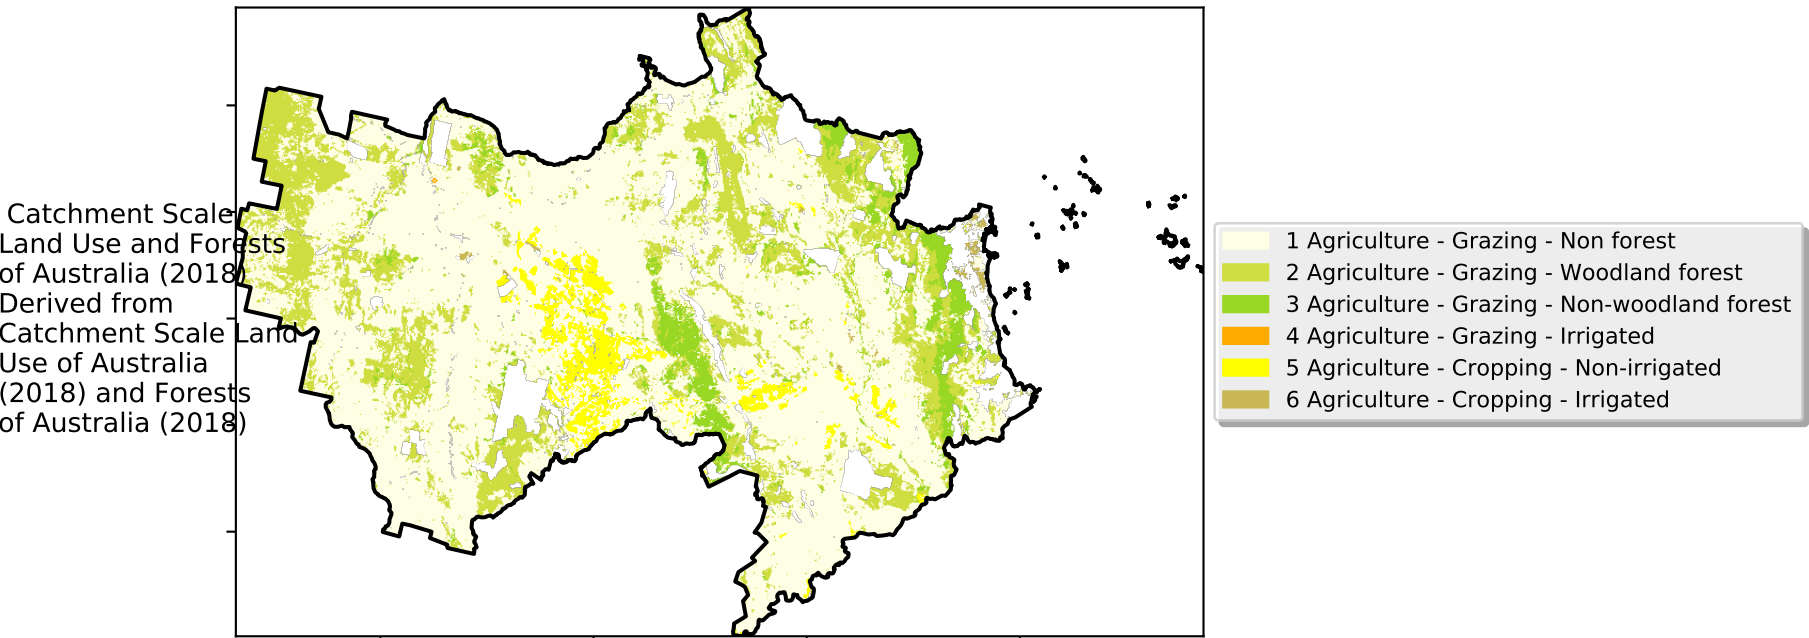 Catchment Scale
Land Use and Forests
of Australia (2018)
Derived from
Catchment Scale Land
Use of Australia
(2018) and Forests
of Australia (2018)
1 Agriculture - Grazing - Non forest
2 Agriculture - Grazing - Woodland forest
3 Agriculture - Grazing - Non-woodland forest
4 Agriculture - Grazing - Irrigated
5 Agriculture - Cropping - Non-irrigated
6 Agriculture - Cropping - Irrigated